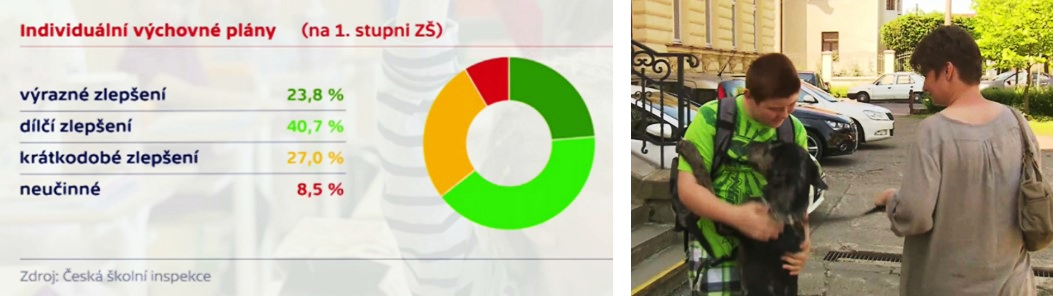 Individuální výchovné plány (na 1. stupni ZŠ)
výrazné zlepšení 23,8 %
dílčí zlepšení 40,7 %
krátkodobé zlepšení 27,0 %
neučinné 8,5 %
Zdroj: Česká školní inspekce